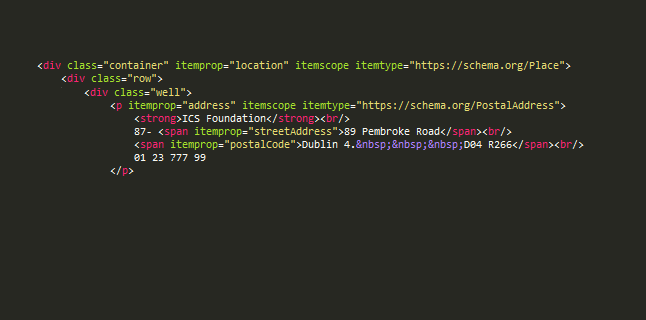 <div class="container" itemprop="location" itemscope itemtype="https://schema.org/Place">
<div class="row">
<div class="well">
<p itemprop="address" itemscope itemtype="https://schema.org/PostalAddress">
<strong>ICS Foundation</strong><br/>
87- <span itemprop="streetAddress">89 Pembroke Road</span><br/>
<span itemprop="postalCode">Dublin 4.&nbsp;&nbsp;&nbsp;D04 R266</span><br/>
01 23 777 99
</p>